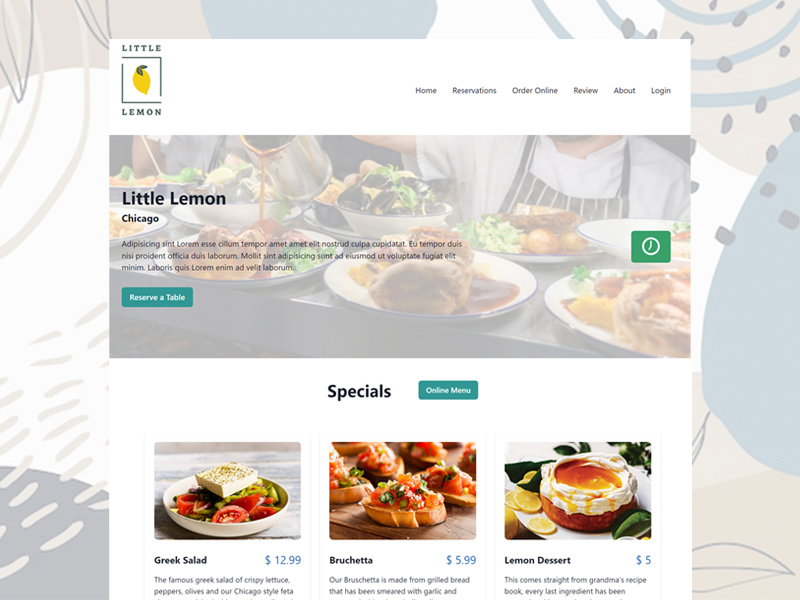 LITTLE
LEMON
Home Reservations Order Online Review About Login
Little Lemon
Chicago
Adipisicing sint Lorem esse cillum tempor amet amet elit nostrud culpa cupidatat. Eu tempor duis
nisi proident officia duis laborum. Mollit sint adipisicing sunt ad eiusmod ut voluptate fugiat elit
minim. Laboris quis Lorem enim ad velit laborum.
Reserve a Table
Specials Online Menu
Greek Salad $ 12.99
The famous greek salad of crispy lettuce,
peppers, olives and our Chicago style feta
Bruchetta $ 5.99
Our Bruschetta is made from grilled bread
that has been smeared with garlic and
Lemon Dessert $ 5
This comes straight from grandma's recipe
book, every last ingredient has been